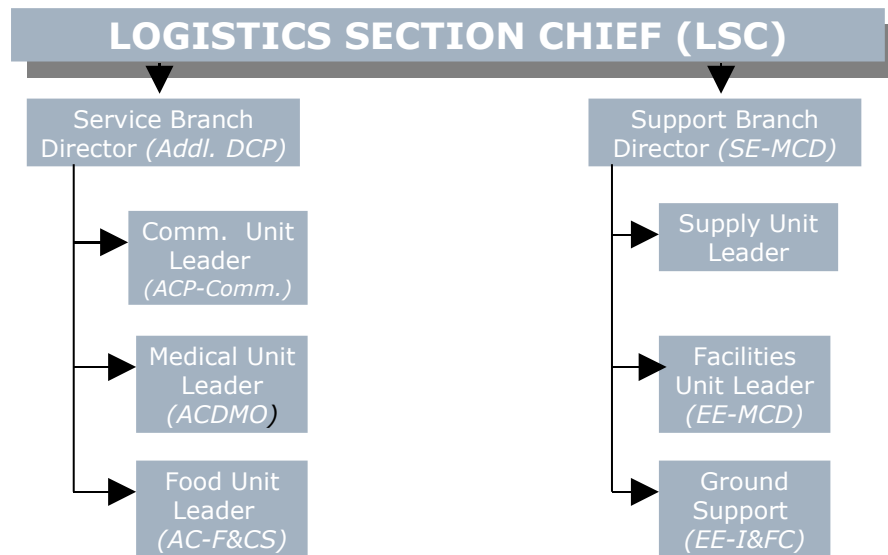 LOGISTICS SECTION CHIEF (LSC)
Service Branch
Director (Addl. DCP)
Comm. Unit
Leader
(ACP-Comm.)
Medical Unit
Leader
(ACDMO)
Food Unit
Leader
(AC-F&CS)
Support Branch
Director (SE-MCD)
Supply Unit
Leader
Facilities
Unit Leader
(EE-MCD)
Ground
Support
(EE-I&FC)